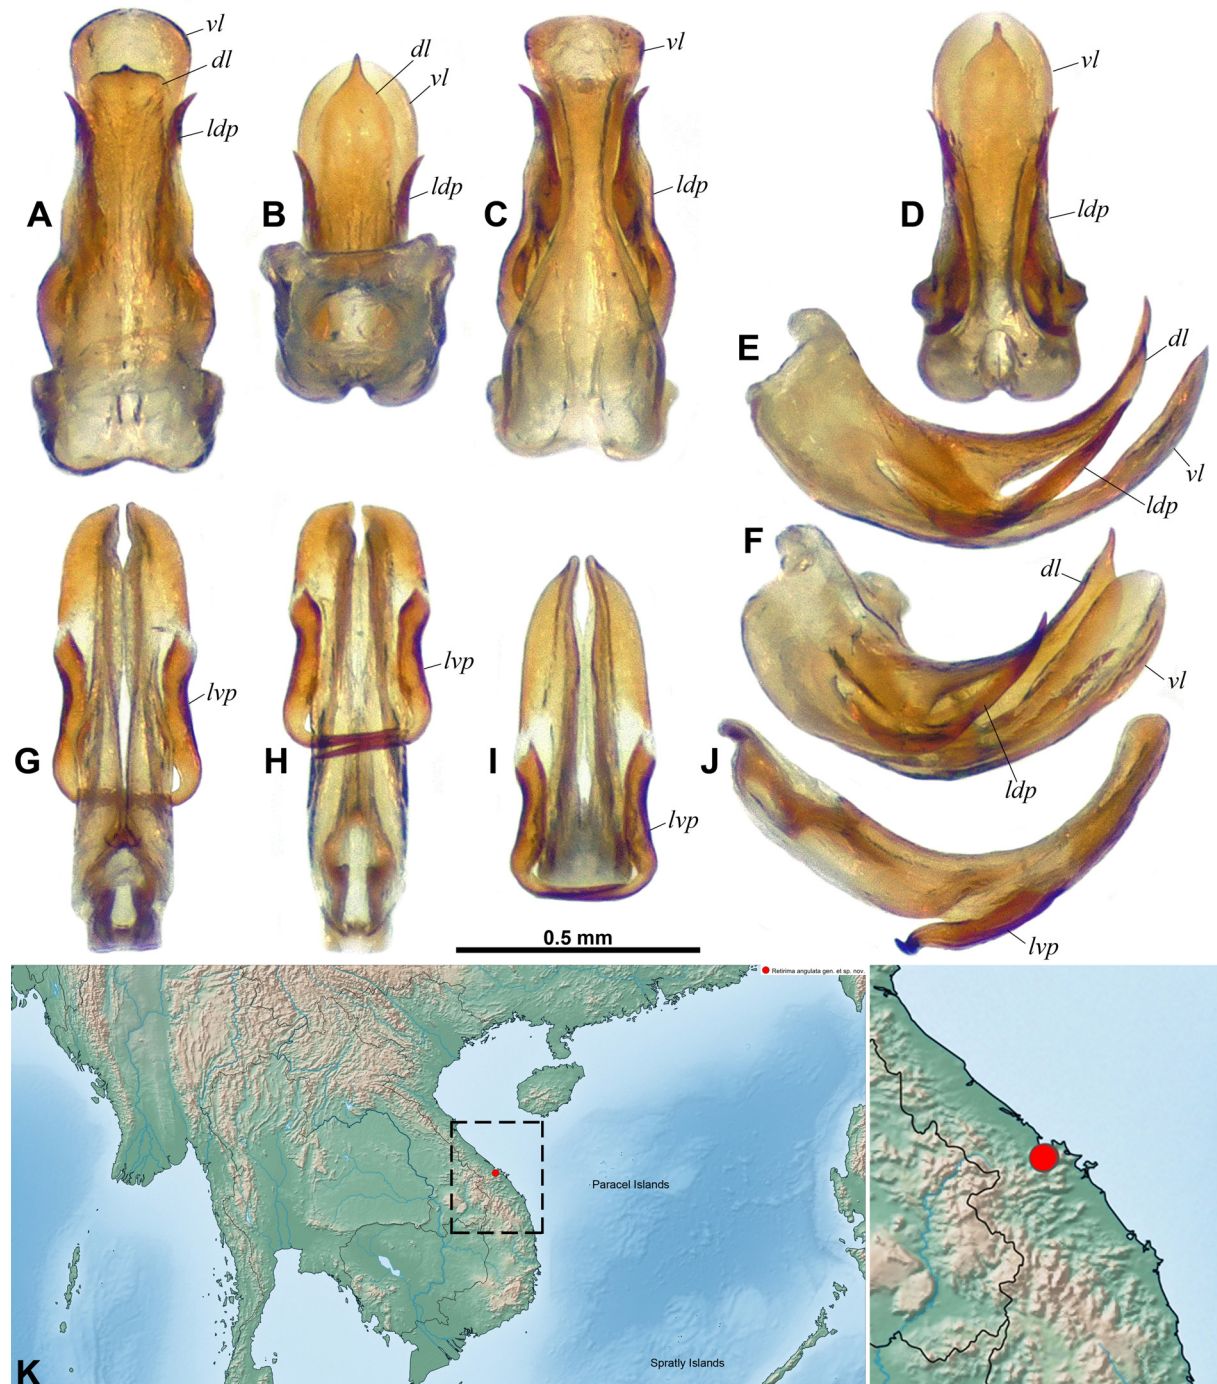 vl
dl
ldp
A
dl
vl
ldp
B
vl
ldp
C
vl
ldp
D
E
dl
vl
ldp
F
dl
vl
ldp
G
lvp
H
lvp
I
lvp
J
lvp
0.5 mm
Retirima angulata gen. et sp. nov.
Paracel Islands
Spratly Islands
K